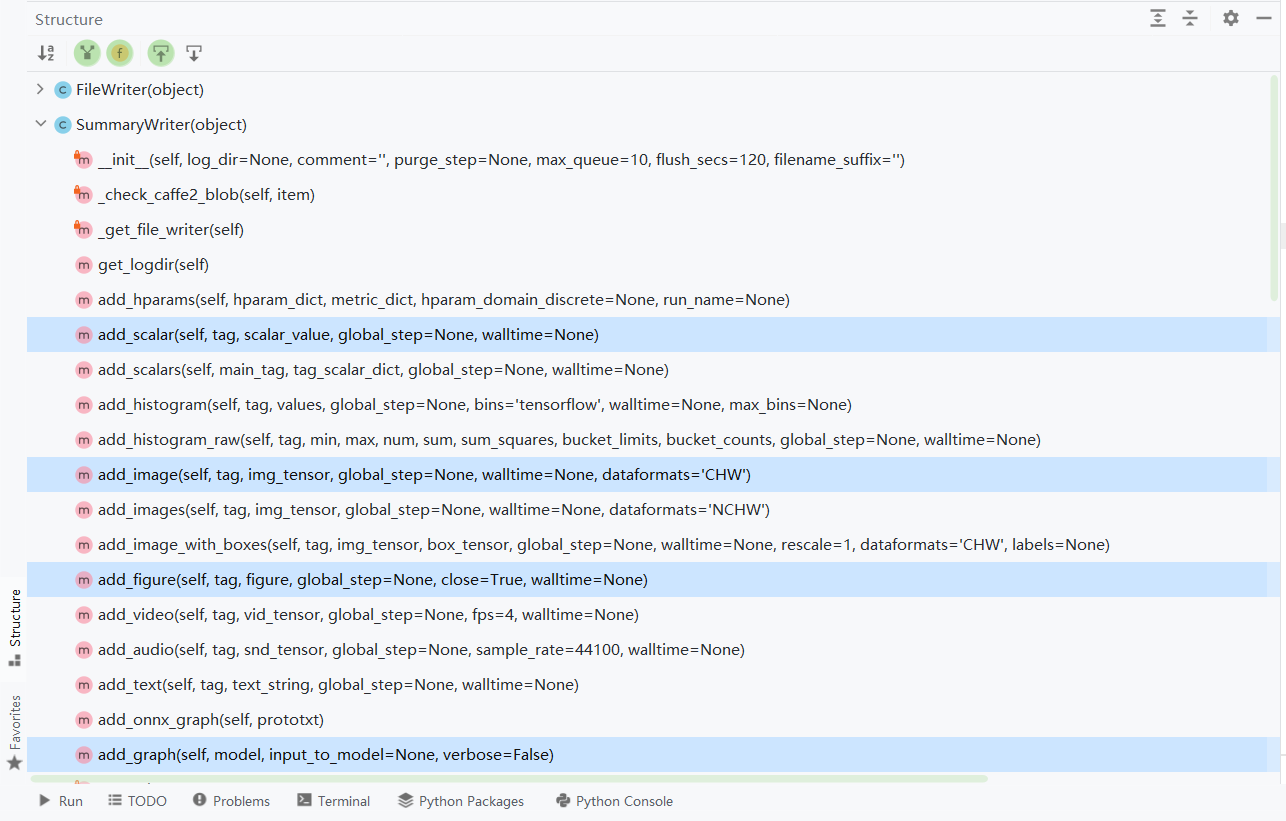 Structure
FileWriter(object)
SummaryWriter(object)
__init__(self, log_dir=None, comment='', purge_step=None, max_queue=10, flush_secs=120, filename_suffix='')
_check_caffe2_blob(self, item)
_get_file_writer(self)
get_logdir(self)
add_hparams(self, hparam_dict, metric_dict, hparam_domain_discrete=None, run_name=None)
add_scalar(self, tag, scalar_value, global_step=None, walltime=None)
add_scalars(self, main_tag, tag_scalar_dict, global_step=None, walltime=None)
add_histogram(self, tag, values, global_step=None, bins='tensorflow', walltime=None, max_bins=None)
add_histogram_raw(self, tag, min, max, num, sum, sum_squares, bucket_limits, bucket_counts, global_step=None, walltime=None)
add_image(self, tag, img_tensor, global_step=None, walltime=None, dataformats='CHW')
add_images(self, tag, img_tensor, global_step=None, walltime=None, dataformats='NCHW')
add_image_with_boxes(self, tag, img_tensor, box_tensor, global_step=None, walltime=None, rescale=1, dataformats='CHW', labels=None)
add_figure(self, tag, figure, global_step=None, close=True, walltime=None)
add_video(self, tag, vid_tensor, global_step=None, fps=4, walltime=None)
add_audio(self, tag, snd_tensor, global_step=None, sample_rate=44100, walltime=None)
add_text(self, tag, text_string, global_step=None, walltime=None)
add_onnx_graph(self, prototxt)
add_graph(self, model, input_to_model=None, verbose=False)
Structure
Favorites
Run TODO Problems Terminal Python Packages Python Console